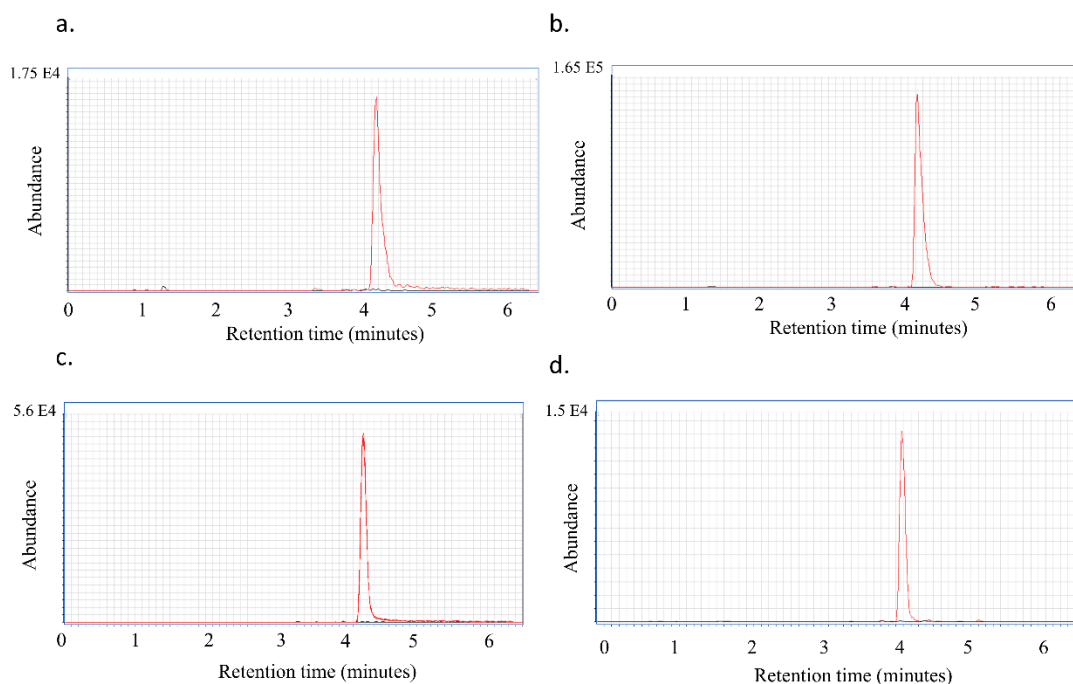 a.
1.75 E4
Abundance
0 1 2 3 4 5 6
Retention time (minutes)
b.
1.65 E5
Abundance
0 1 2 3 4 5 6
Retention time (minutes)
c.
5.6 E4
Abundance
0 1 2 3 4 5 6
Retention time (minutes)
d.
1.5 E4
Abundance
0 1 2 3 4 5 6
Retention time (minutes)